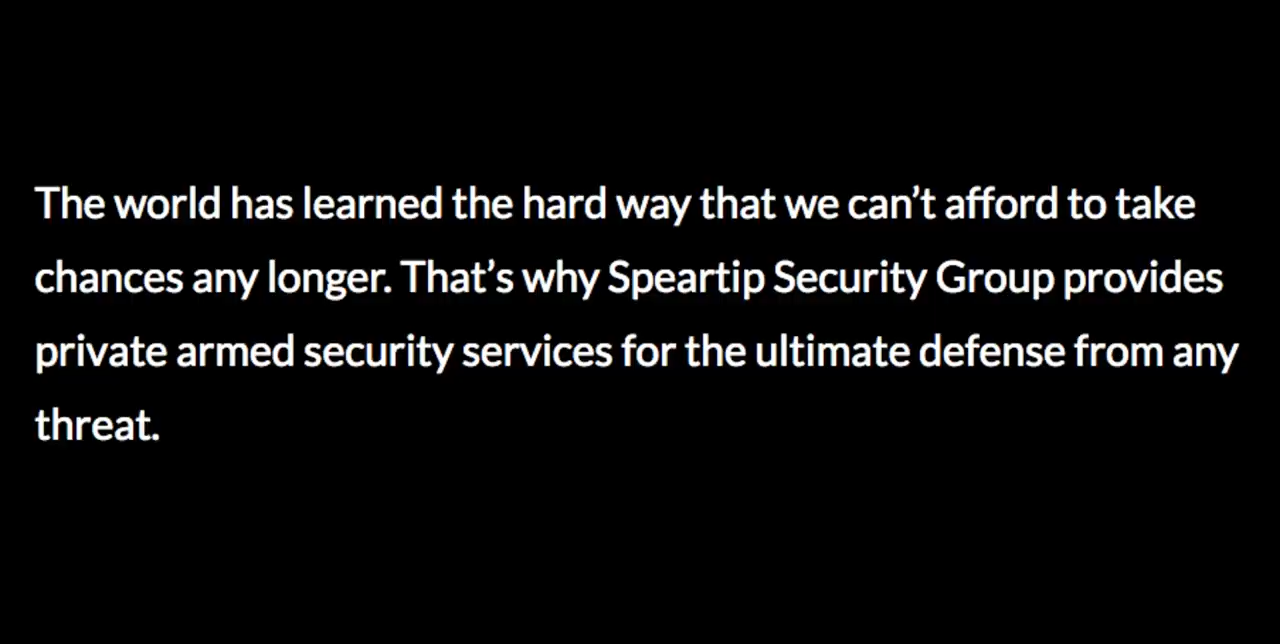 The world has learned the hard way that we can’t afford to take
chances any longer. That’s why Speartip Security Group provides
private armed security services for the ultimate defense from any
threat.